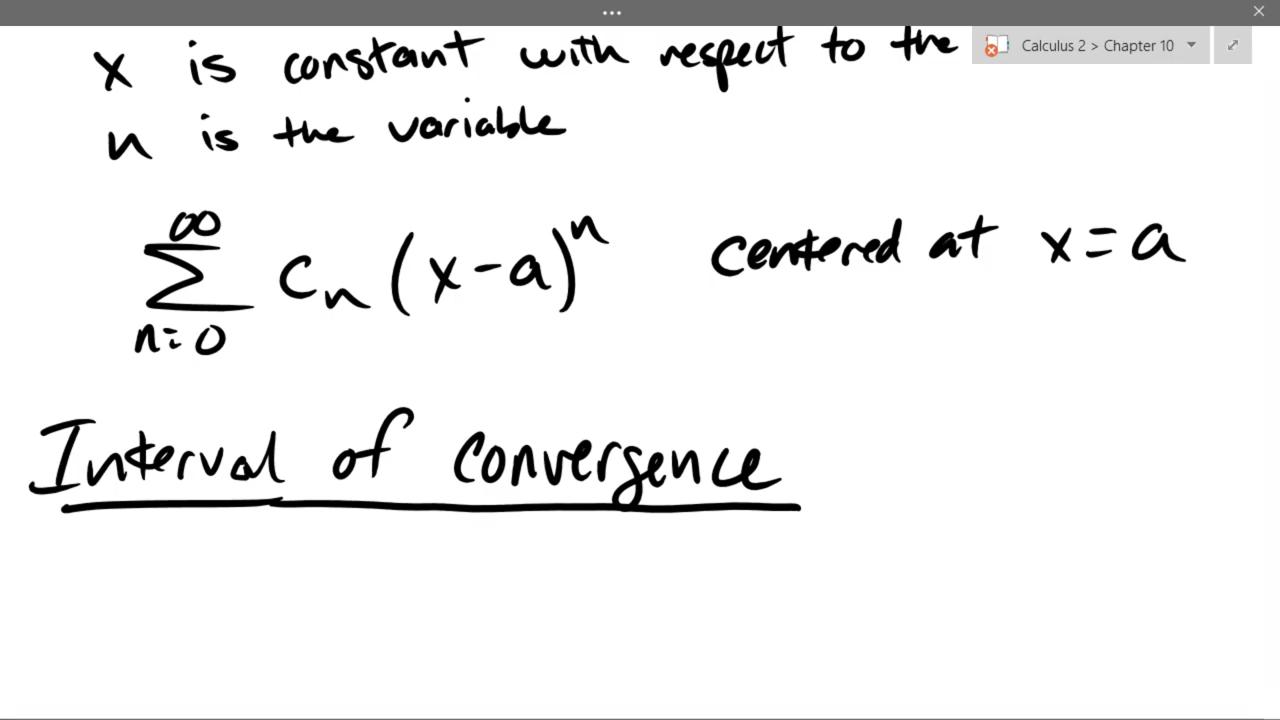 Calculus 2 > Chapter 10
x is constant with respect to the
n is the variable
∞
∑ cₙ (x-a)ⁿ centered at x = a
n=0
Interval of convergence